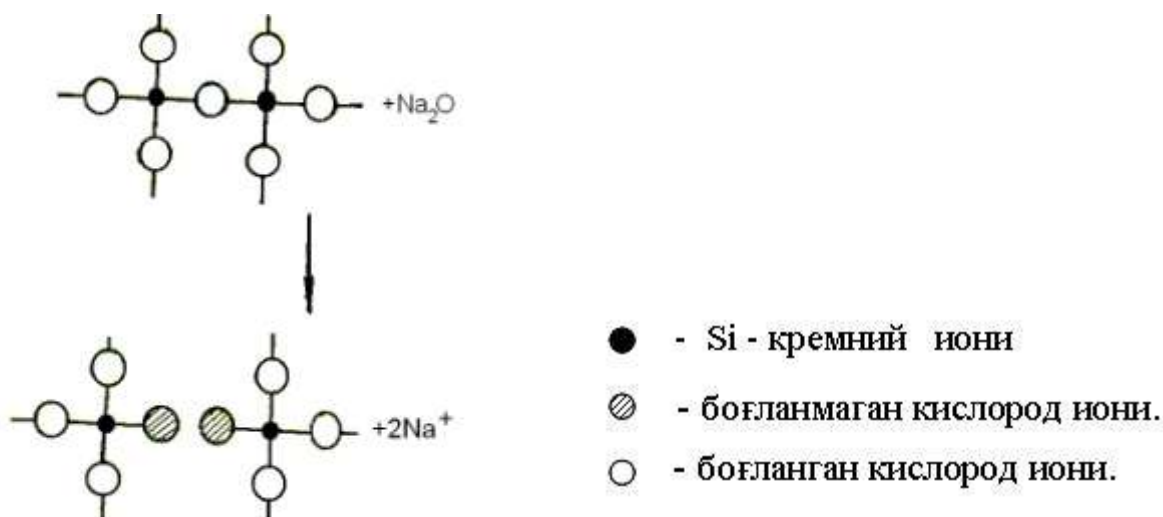 +Na₂O
+2Na⁺
- Si - кремний иони
- боғланмаган кислород иони.
- боғланган кислород иони.